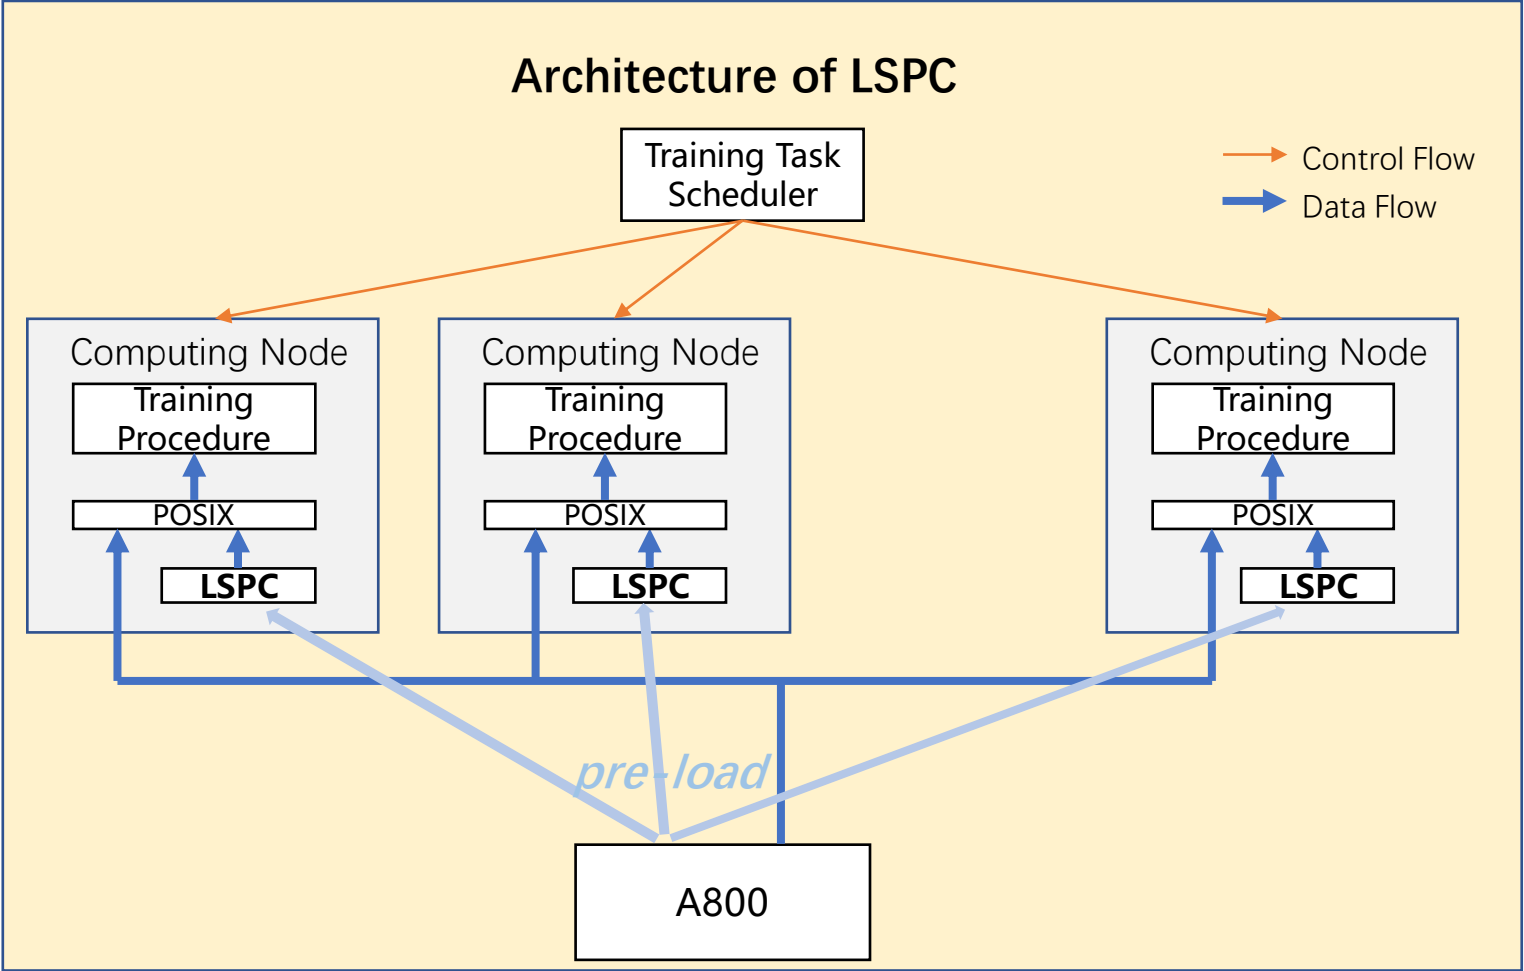 Architecture of LSPC
Training Task
Scheduler
Control Flow
Data Flow
Computing Node
Training
Procedure
POSIX
LSPC
Computing Node
Training
Procedure
POSIX
LSPC
Computing Node
Training
Procedure
POSIX
LSPC
pre-load
A800